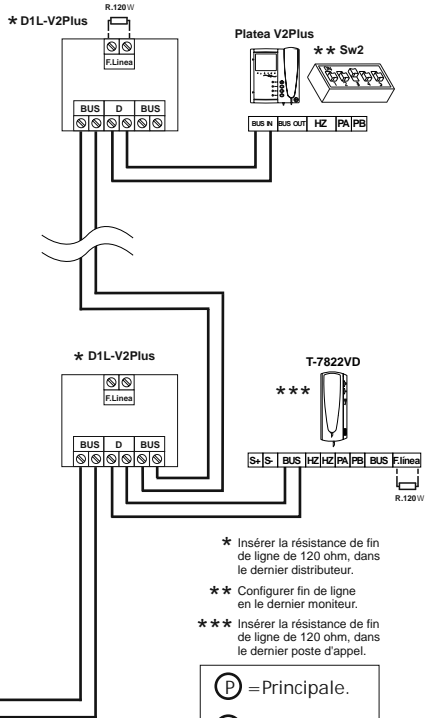 R.120W
* D1L-V2Plus
F.Linea
BUS D BUS
Platea V2Plus
** Sw2
ON
BUS IN BUS OUT HZ PA PB
* D1L-V2Plus
F.Linea
BUS D BUS
T-7822VD
***
S+ S- BUS HZ HZ PA PB BUS F.línea
R.120W
* Insérer la résistance de fin
de ligne de 120 ohm, dans
le dernier distributeur.
** Configurer fin de ligne
en le dernier moniteur.
*** Insérer la résistance de fin
de ligne de 120 ohm, dans
le dernier poste d'appel.
P =Principale.